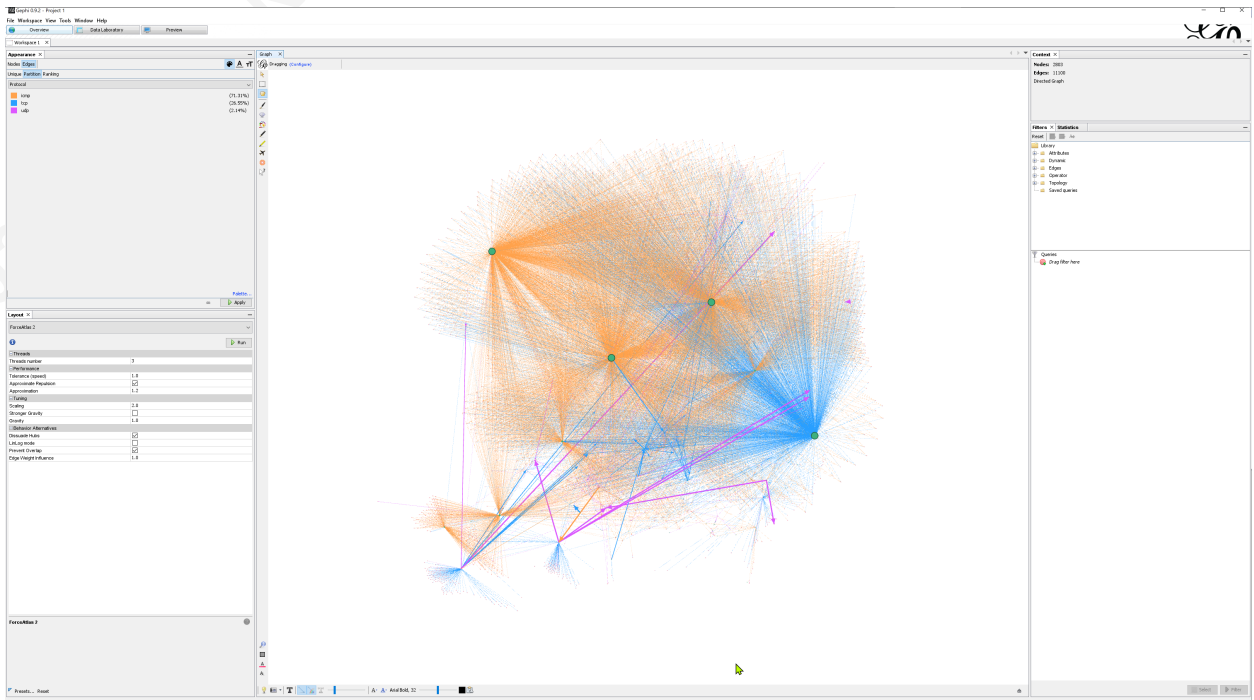 Gephi 0.9.2 - Project 1
File Workspace View Tools Window Help
Overview Data Laboratory Preview
Workspace 1 ×
Appearance ×
Nodes Edges
Unique Partition Ranking
Protocol
icmp (71.31%)
tcp (26.55%)
udp (2.14%)
Palette...
Apply
Layout ×
ForceAtlas 2
Run
Threads
Threads number 3
Performance
Tolerance (speed) 1.0
Approximate Repulsion
Approximation 1.2
Tuning
Scaling 2.0
Stronger Gravity
Gravity 1.0
Behavior Alternatives
Dissuade Hubs
LinLog mode
Prevent Overlap
Edge Weight Influence 1.0
ForceAtlas 2
Presets... Reset
Graph ×
Dragging (Configure)
A- A- Arial Bold, 32
Context ×
Nodes: 2883
Edges: 11100
Directed Graph
Filters × Statistics
Reset
Library
Attributes
Dynamic
Edges
Operator
Topology
Saved queries
Queries
Drag filter here
Select Filter